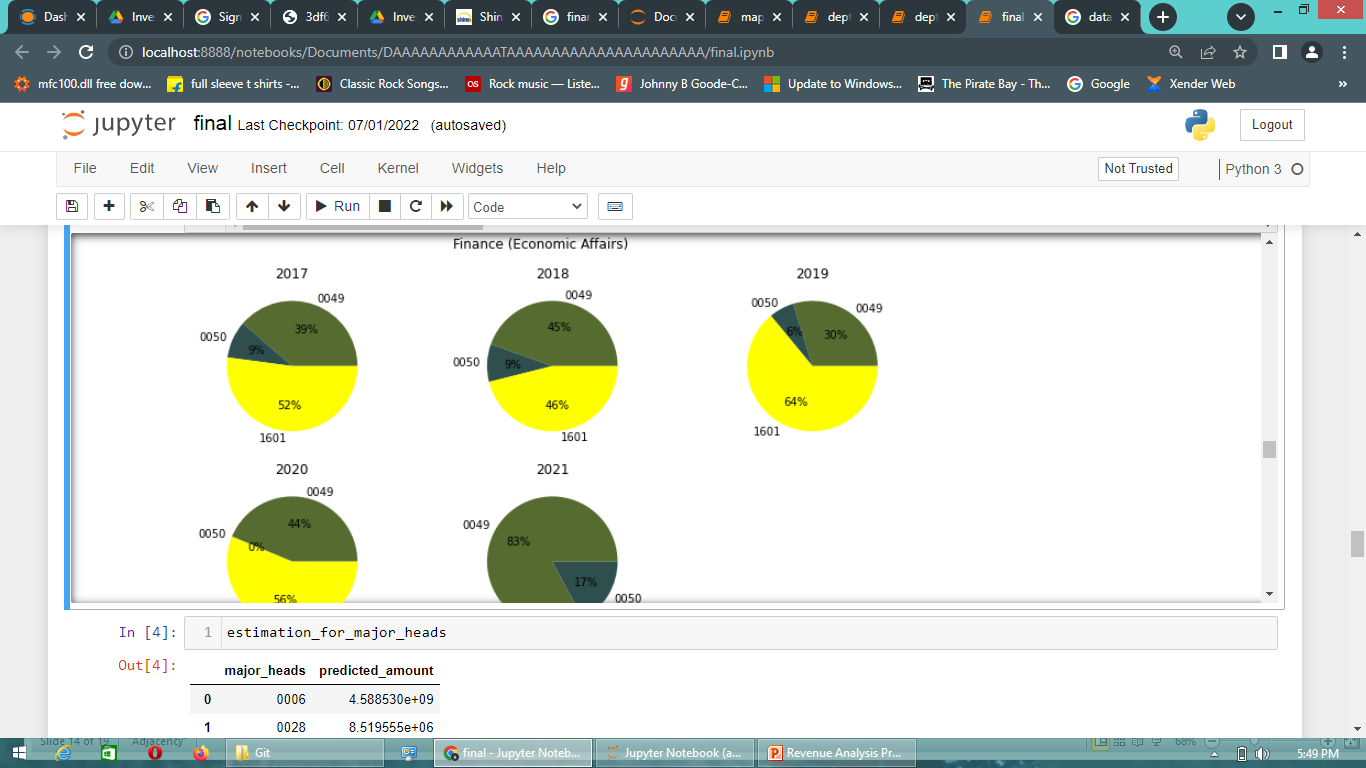 Dash
Inve
Sign
3df6
Inve
Shin
finar
Doc
map
dept
dept
final
data
localhost:8888/notebooks/Documents/DAAAAAAAAAAAATAAAAAAAAAAAAAAAAAAAAAA/final.ipynb
mfc100.dll free dow...
full sleeve t shirts -...
Classic Rock Songs...
Rock music — Liste...
Johnny B Goode-C...
Update to Windows...
The Pirate Bay - Th...
Google
Xender Web
»
jupyter final Last Checkpoint: 07/01/2022 (autosaved)
Logout
File Edit View Insert Cell Kernel Widgets Help
Not Trusted
Python 3
Run
Code
Finance (Economic Affairs)
2017
0049
39%
0050
9%
52%
1601
2018
0049
45%
0050
9%
46%
1601
2019
0050
0049
6%
30%
64%
1601
2020
0049
44%
0050
0%
56%
2021
0049
83%
17%
0050
In [4]: 1 estimation_for_major_heads
Out[4]:
major_heads predicted_amount
0 0006 4.588530e+09
1 0028 8.519555e+06
Slide 14 of 19 "Adjacency"
68%
Git
final - Jupyter Noteb...
Jupyter Notebook (a...
Revenue Analysis Pr...
5:49 PM